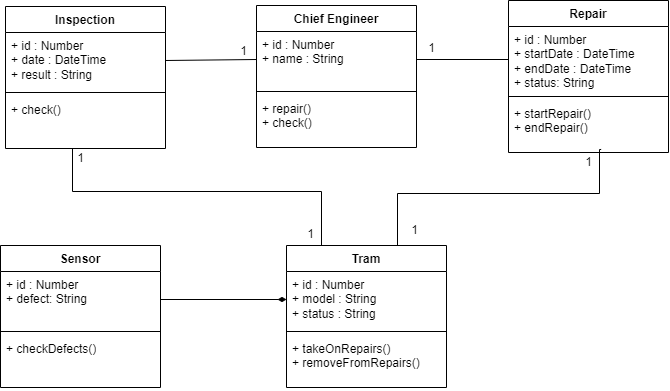 Inspection
+ id : Number
+ date : DateTime
+ result : String
+ check()
1
Chief Engineer
+ id : Number
+ name : String
+ repair()
+ check()
1
Repair
+ id : Number
+ startDate : DateTime
+ endDate : DateTime
+ status: String
+ startRepair()
+ endRepair()
1
1
1
1
Sensor
+ id : Number
+ defect: String
+ checkDefects()
Tram
+ id : Number
+ model : String
+ status : String
+ takeOnRepairs()
+ removeFromRepairs()